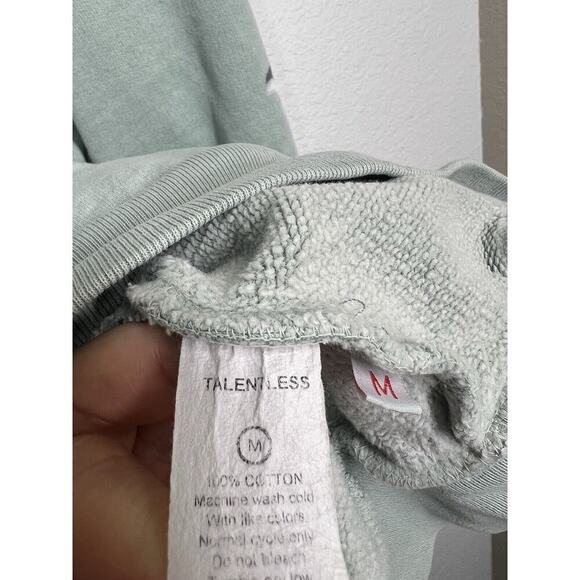 TALENTLESS
M
100% COTTON
Machine wash cold
With like colors
Normal cycle only
Do not bleach
M